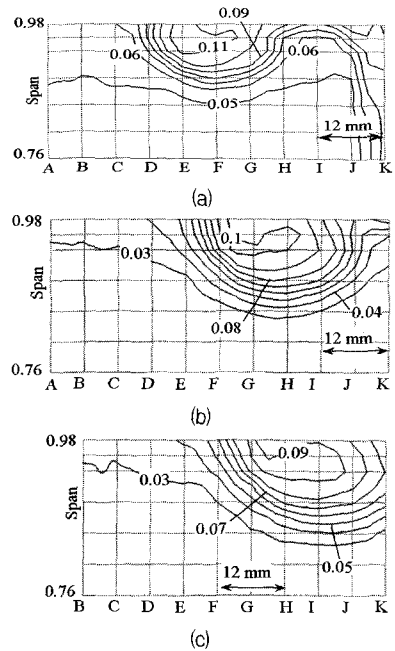 0.98
0.09
0.11
0.06
0.06
0.05
Span
12 mm
0.76
A B C D E F G H I J K
(a)
0.98
0.1
0.03
Span
0.08
0.04
12 mm
0.76
A B C D E F G H I J K
(b)
0.98
0.09
0.03
Span
0.07
0.05
12 mm
0.76
B C D E F G H I J K
(c)